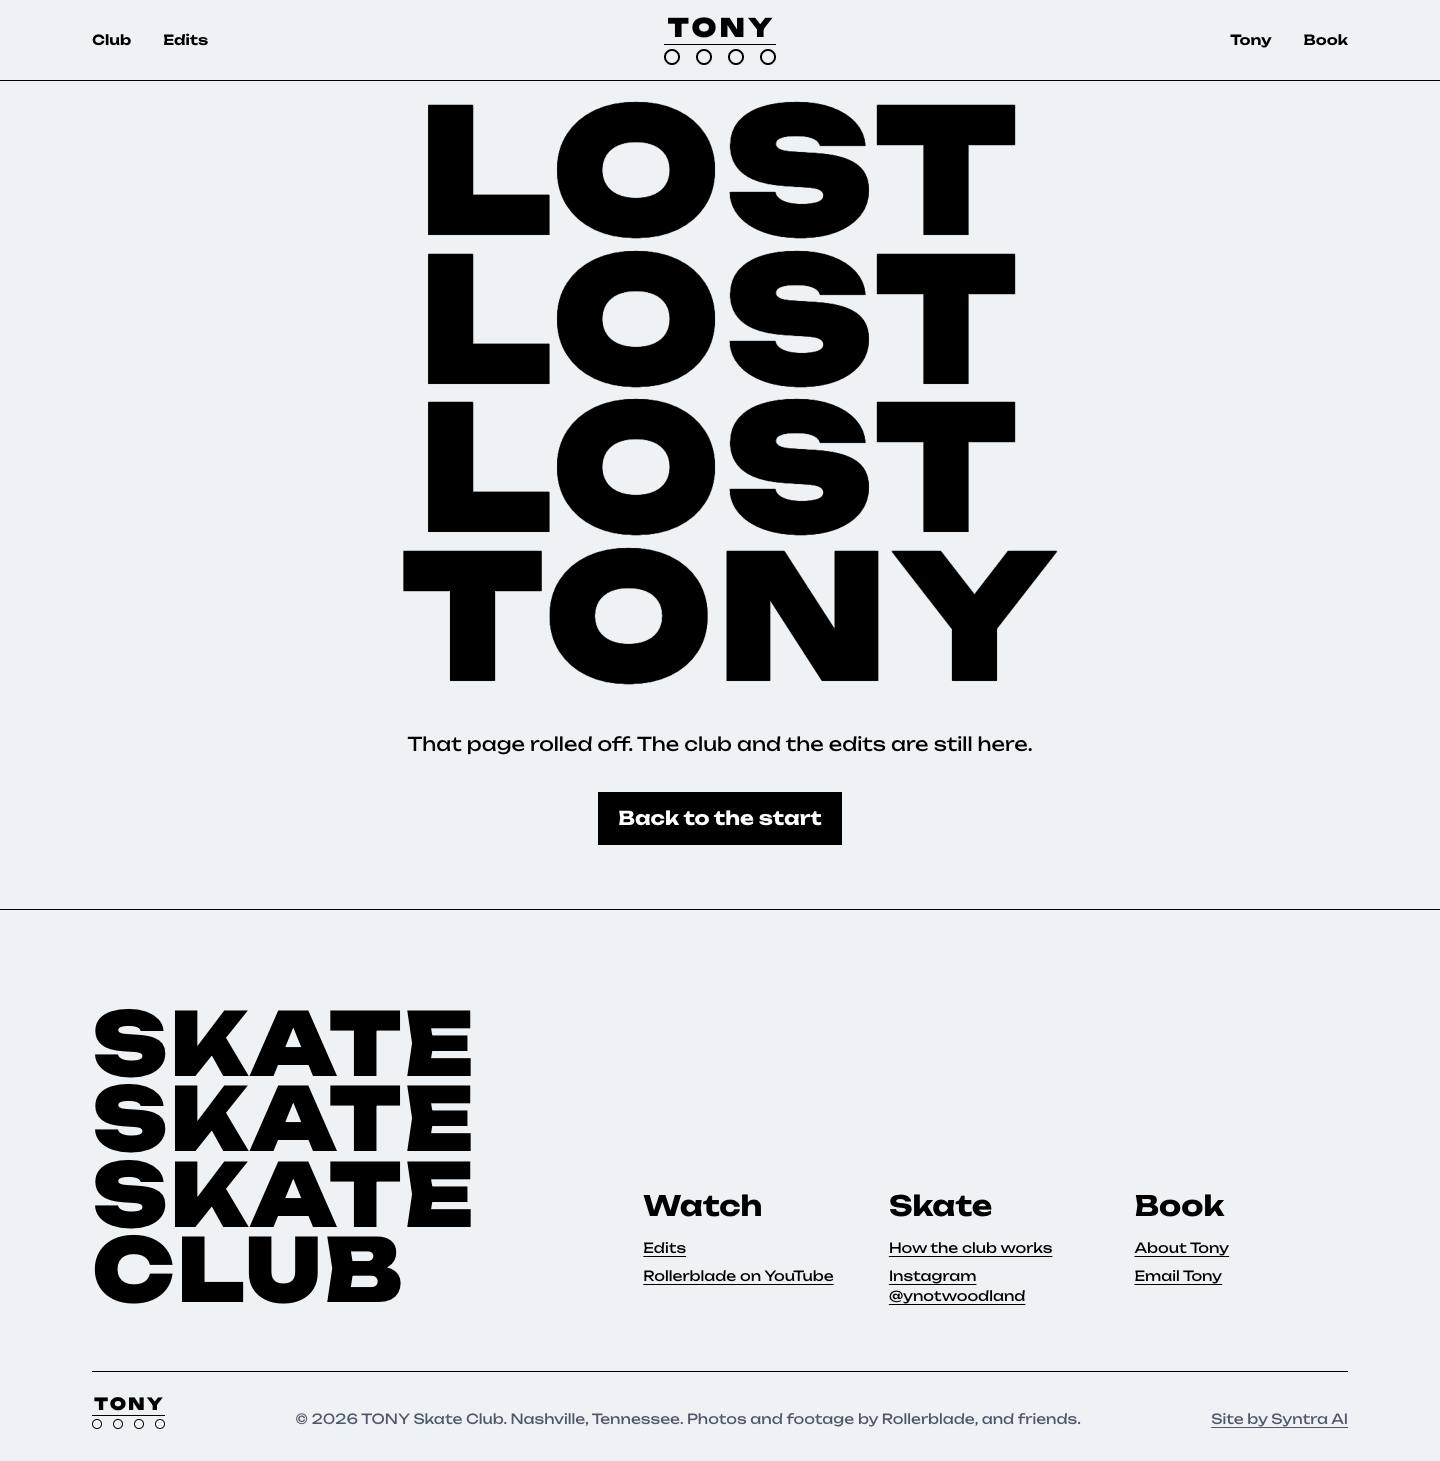 Club Edits TONY Tony Book
LOST
LOST
LOST
TONY
That page rolled off. The club and the edits are still here.
Back to the start
SKATE
SKATE
SKATE
CLUB
Watch
Edits
Rollerblade on YouTube
Skate
How the club works
Instagram
@ynotwoodland
Book
About Tony
Email Tony
TONY
© 2026 TONY Skate Club. Nashville, Tennessee. Photos and footage by Rollerblade, and friends.
Site by Syntra AI